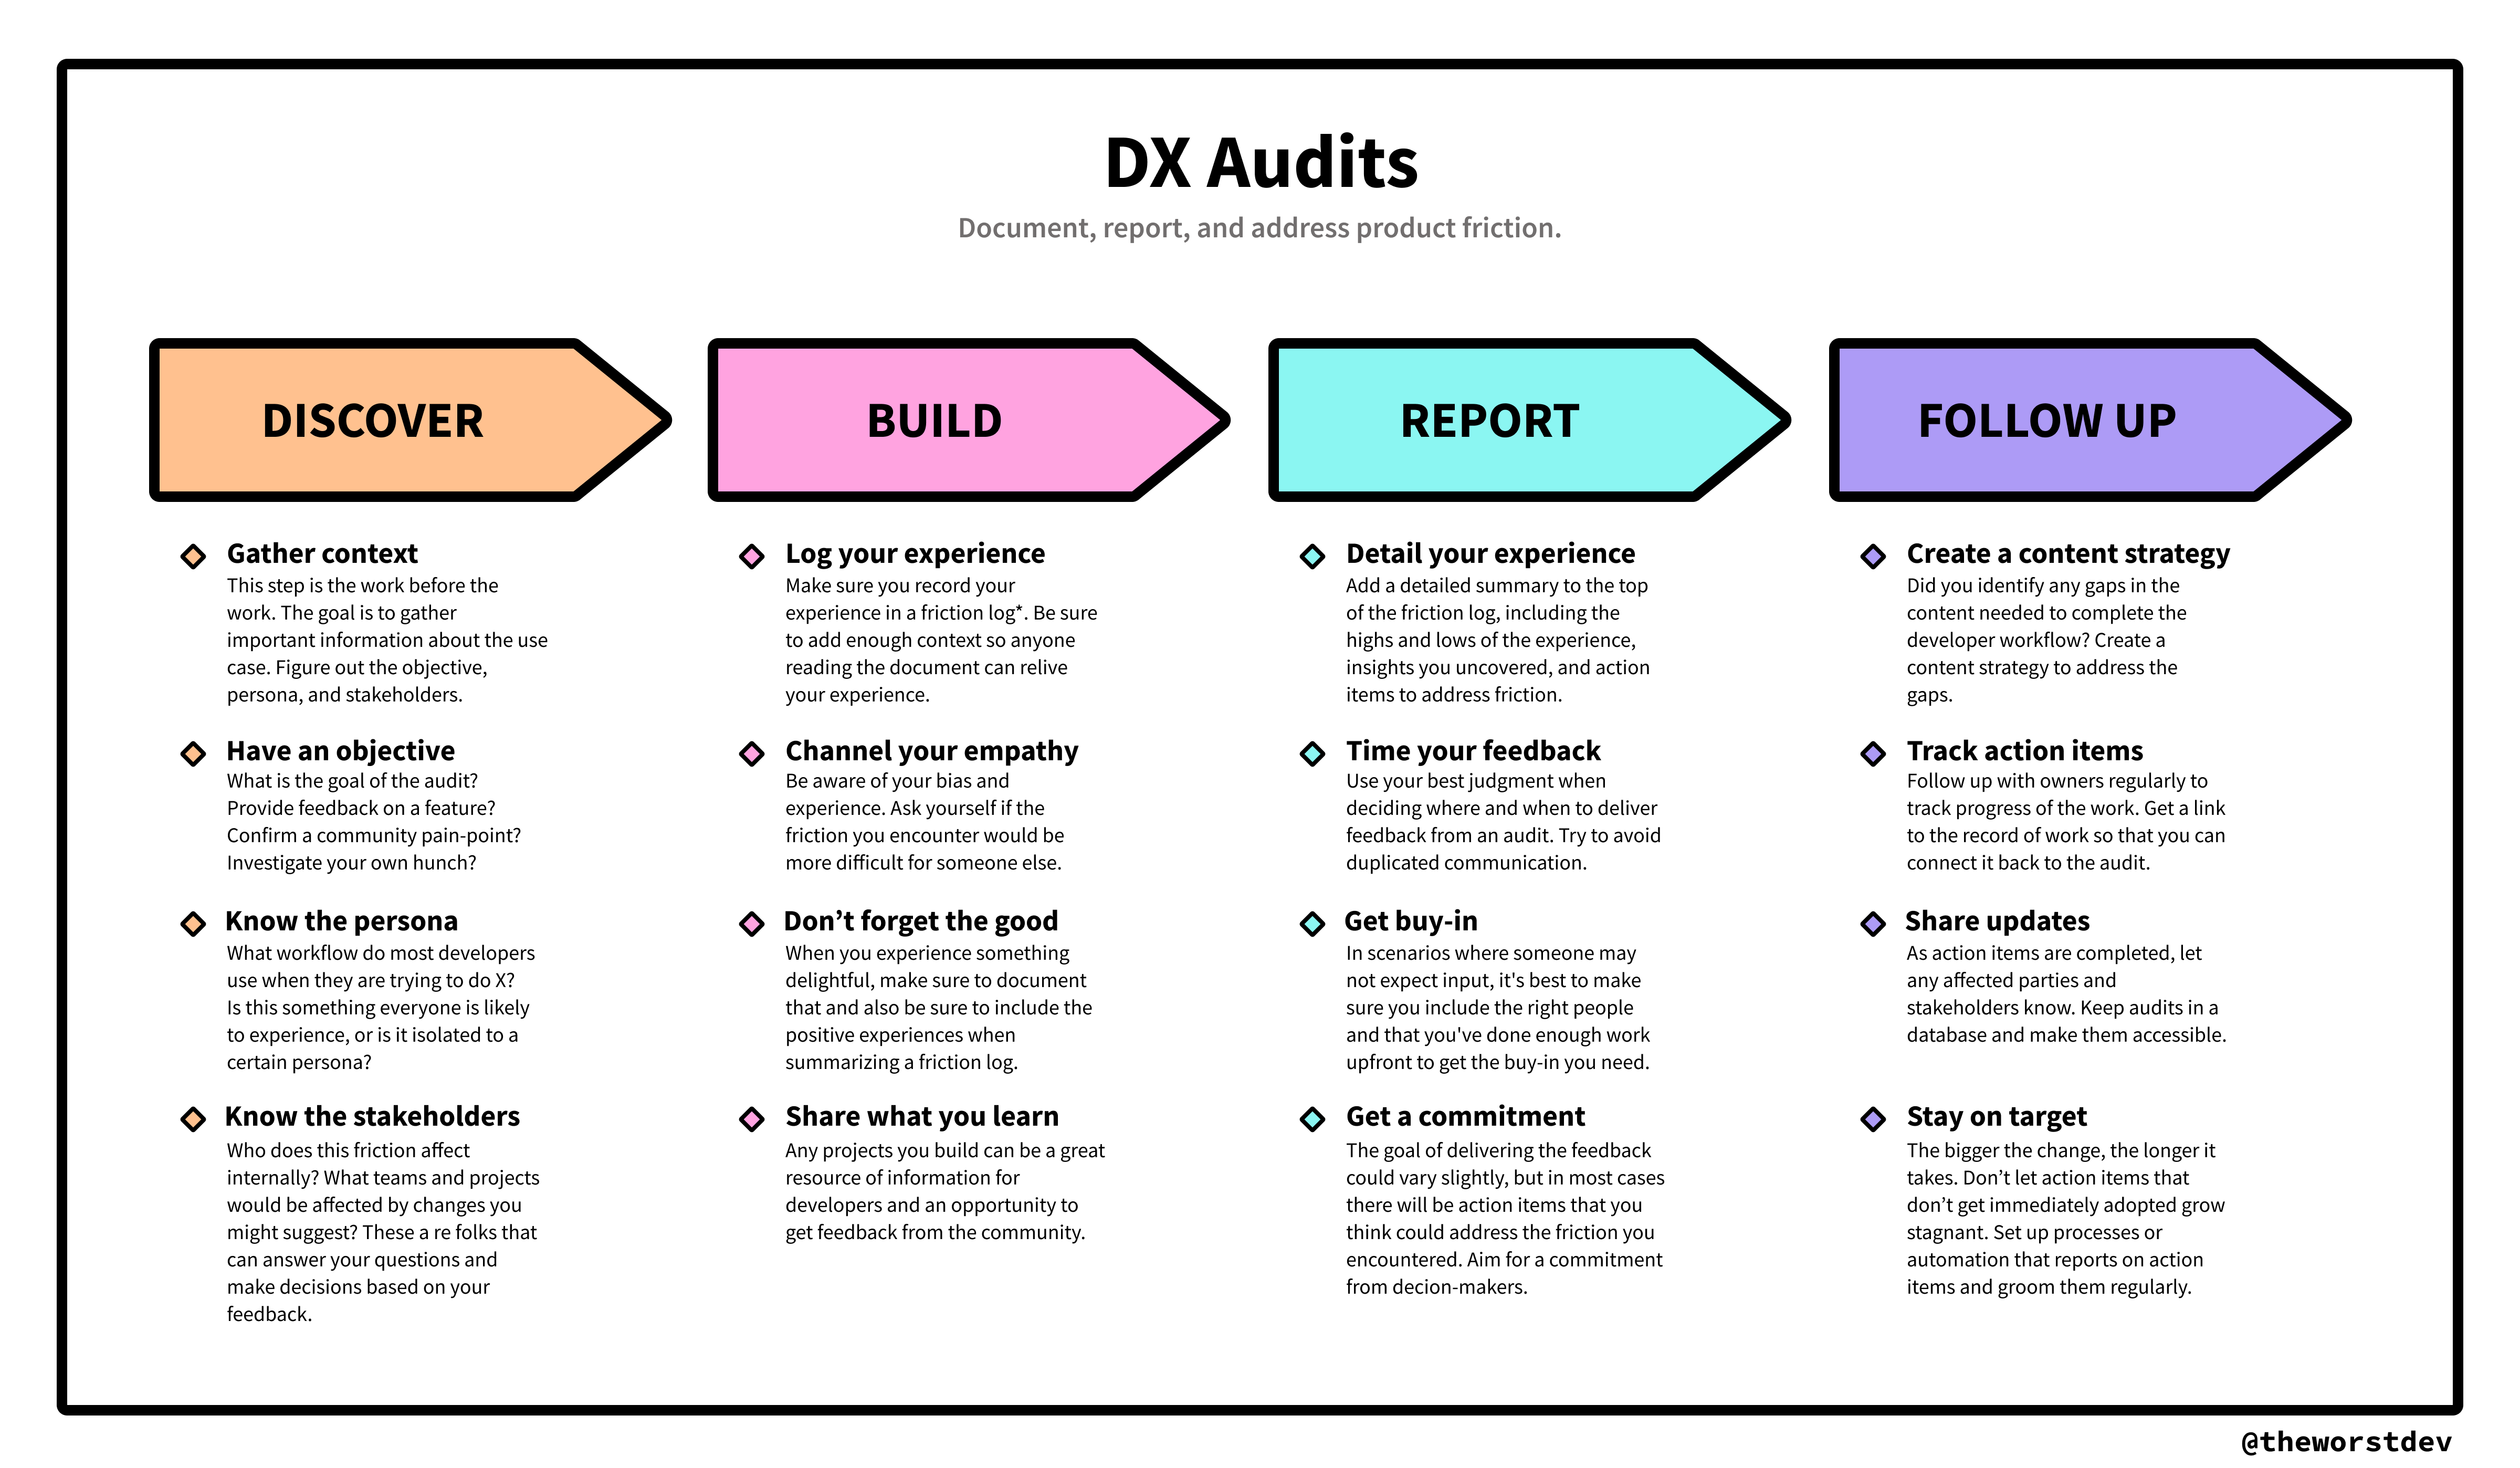 DX Audits
Document, report, and address product friction.
DISCOVER
Gather context
This step is the work before the
work. The goal is to gather
important information about the use
case. Figure out the objective,
persona, and stakeholders.
Have an objective
What is the goal of the audit?
Provide feedback on a feature?
Confirm a community pain-point?
Investigate your own hunch?
Know the persona
What workflow do most developers
use when they are trying to do X?
Is this something everyone is likely
to experience, or is it isolated to a
certain persona?
Know the stakeholders
Who does this friction affect
internally? What teams and projects
would be affected by changes you
might suggest? These a re folks that
can answer your questions and
make decisions based on your
feedback.
BUILD
Log your experience
Make sure you record your
experience in a friction log*. Be sure
to add enough context so anyone
reading the document can relive
your experience.
Channel your empathy
Be aware of your bias and
experience. Ask yourself if the
friction you encounter would be
more difficult for someone else.
Don’t forget the good
When you experience something
delightful, make sure to document
that and also be sure to include the
positive experiences when
summarizing a friction log.
Share what you learn
Any projects you build can be a great
resource of information for
developers and an opportunity to
get feedback from the community.
REPORT
Detail your experience
Add a detailed summary to the top
of the friction log, including the
highs and lows of the experience,
insights you uncovered, and action
items to address friction.
Time your feedback
Use your best judgment when
deciding where and when to deliver
feedback from an audit. Try to avoid
duplicated communication.
Get buy-in
In scenarios where someone may
not expect input, it's best to make
sure you include the right people
and that you've done enough work
upfront to get the buy-in you need.
Get a commitment
The goal of delivering the feedback
could vary slightly, but in most cases
there will be action items that you
think could address the friction you
encountered. Aim for a commitment
from decion-makers.
FOLLOW UP
Create a content strategy
Did you identify any gaps in the
content needed to complete the
developer workflow? Create a
content strategy to address the
gaps.
Track action items
Follow up with owners regularly to
track progress of the work. Get a link
to the record of work so that you can
connect it back to the audit.
Share updates
As action items are completed, let
any affected parties and
stakeholders know. Keep audits in a
database and make them accessible.
Stay on target
The bigger the change, the longer it
takes. Don’t let action items that
don’t get immediately adopted grow
stagnant. Set up processes or
automation that reports on action
items and groom them regularly.
@theworstdev